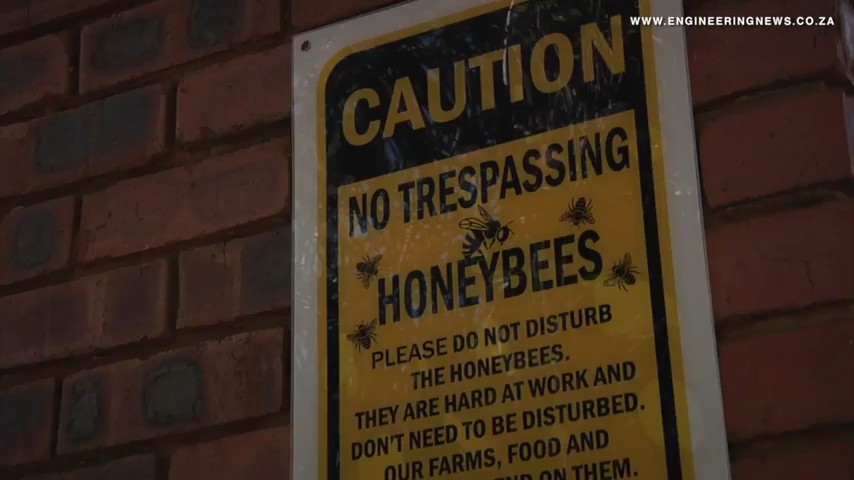 WWW.ENGINEERINGNEWS.CO.ZA
CAUTION
NO TRESPASSING
HONEYBEES
PLEASE DO NOT DISTURB
THE HONEYBEES.
THEY ARE HARD AT WORK AND
DON'T NEED TO BE DISTURBED.
OUR FARMS, FOOD AND
ON THEM.